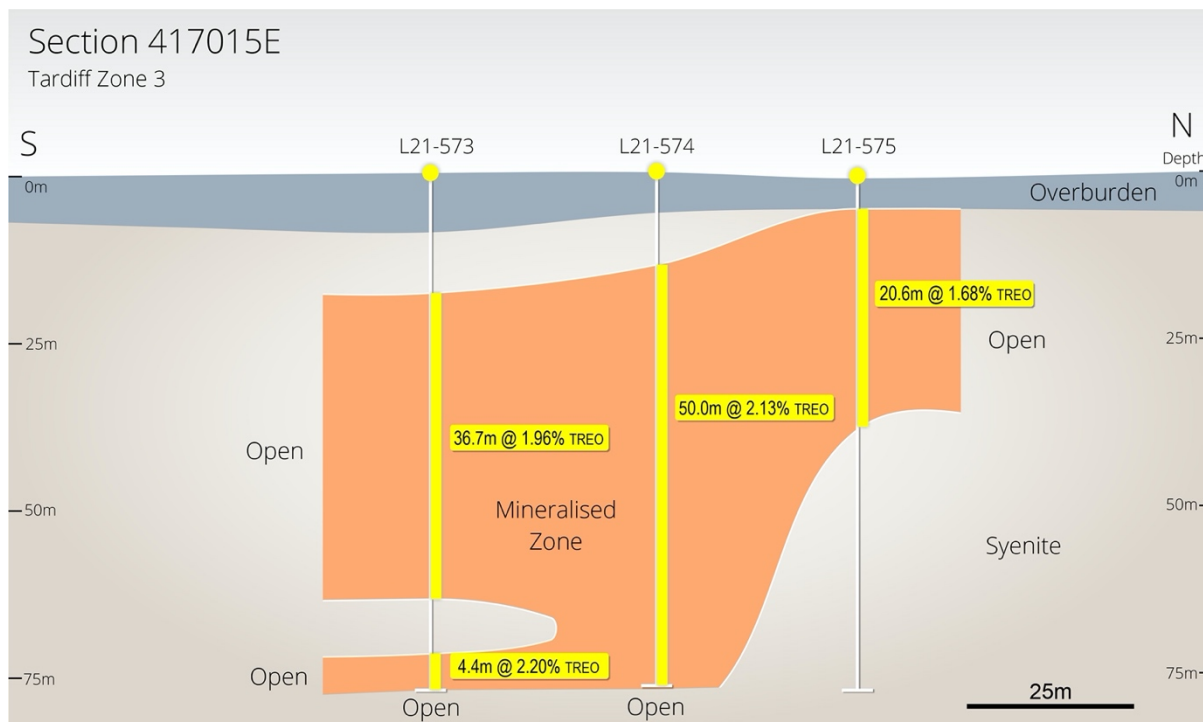 Section 417015E
Tardiff Zone 3
S
N
L21-573
L21-574
L21-575
Depth
0m
0m
Overburden
20.6m @ 1.68% TREO
25m
Open
25m
50.0m @ 2.13% TREO
36.7m @ 1.96% TREO
Open
50m
Mineralised
Zone
50m
Syenite
4.4m @ 2.20% TREO
Open
75m
75m
25m
Open
Open